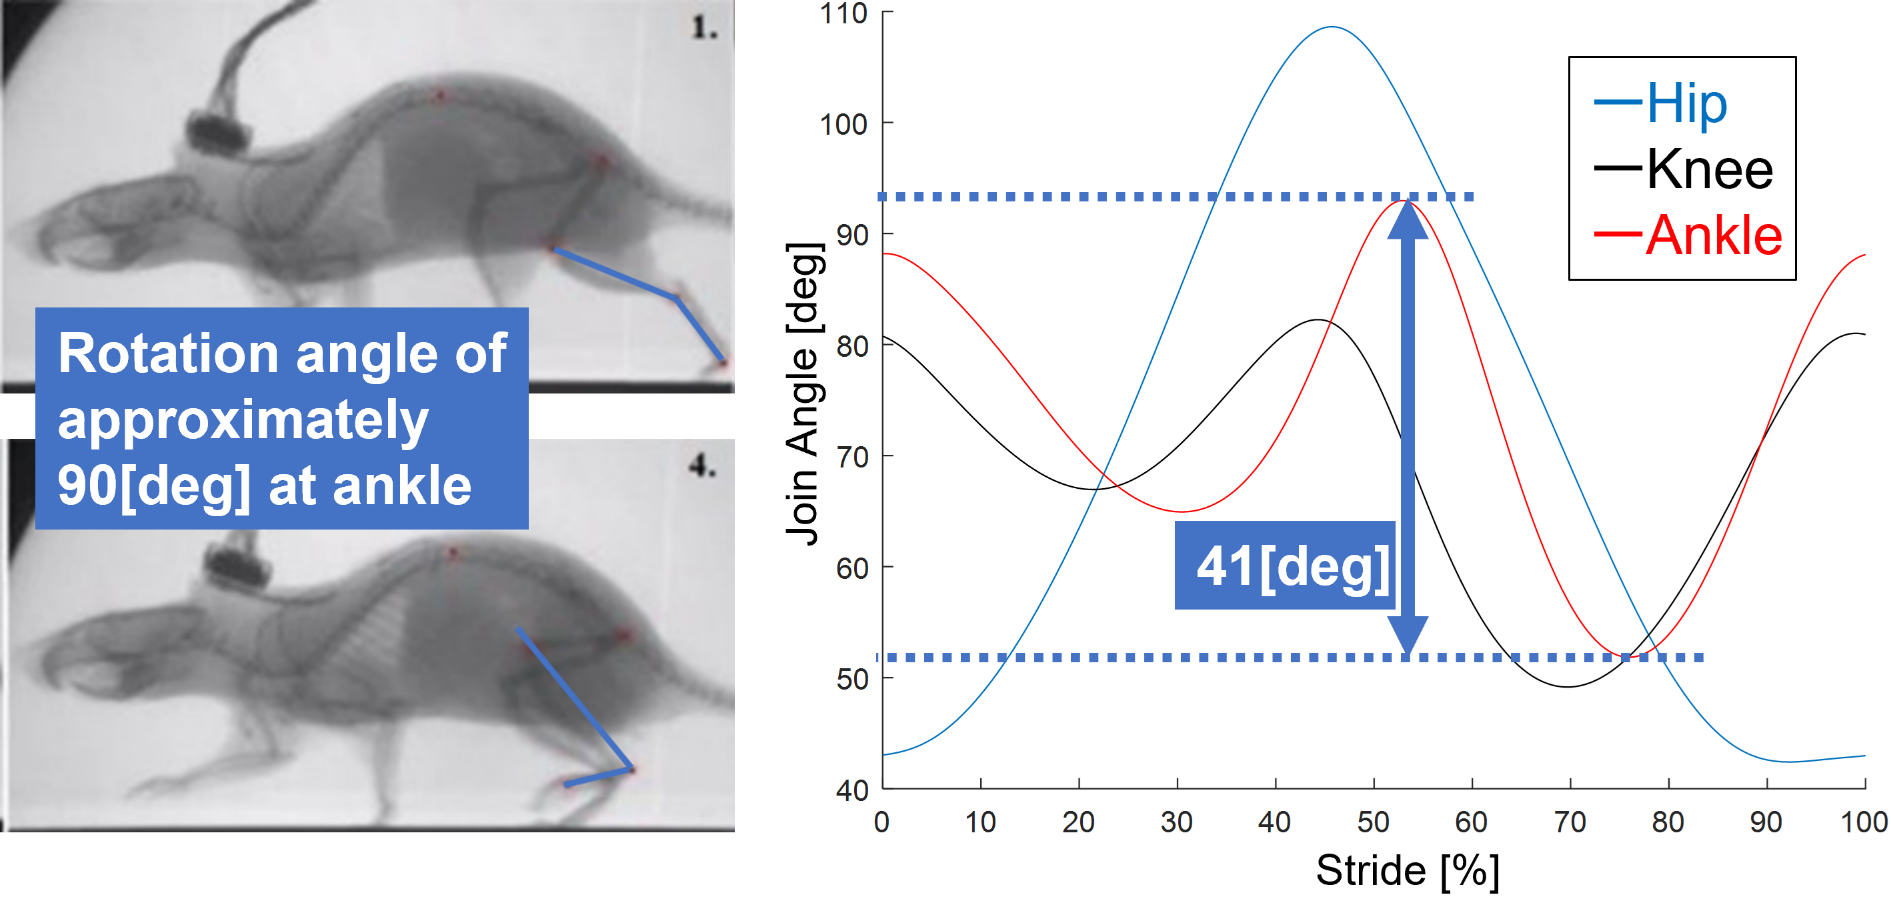 1.
Rotation angle of
approximately
90[deg] at ankle
4.
110
100
90
80
70
60
50
40
0 10 20 30 40 50 60 70 80 90 100
Join Angle [deg]
Stride [%]
Hip
Knee
Ankle
41[deg]